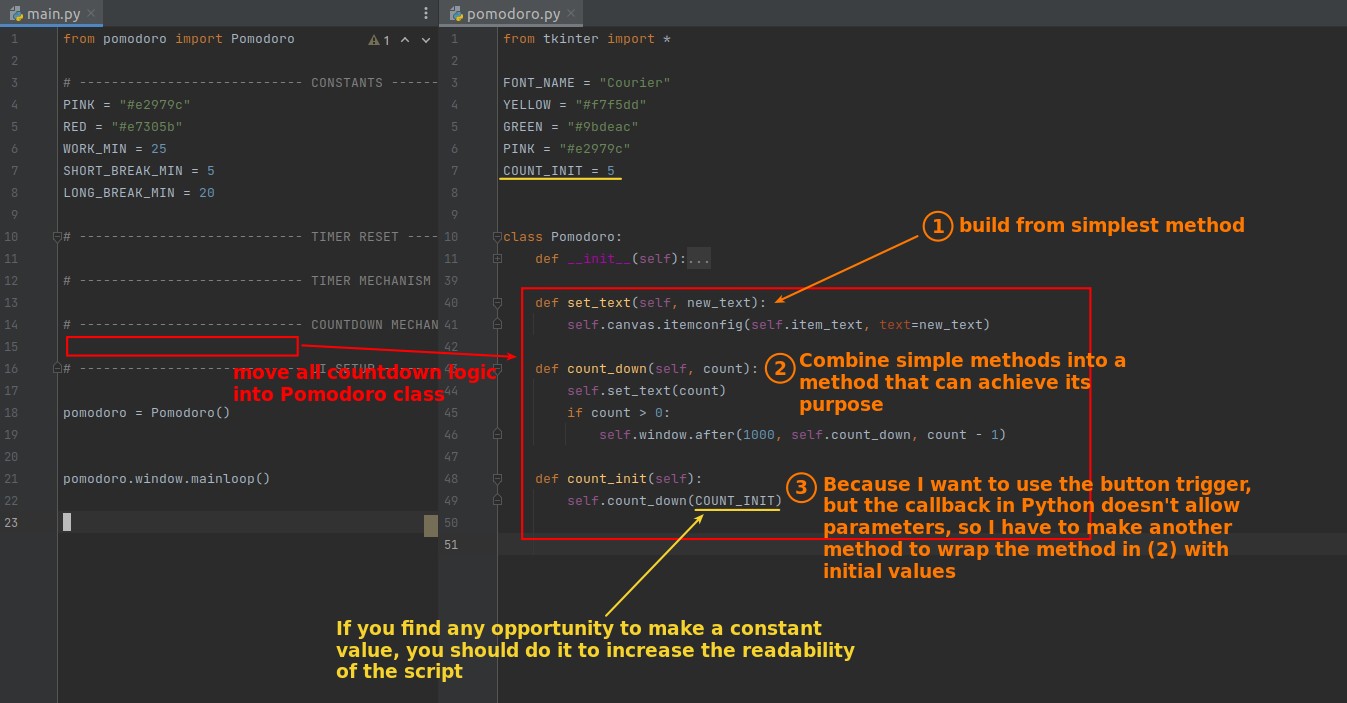 main.py
1 from pomodoro import Pomodoro
1
2
3 # ---------------------------- CONSTANTS ------
4 PINK = "#e2979c"
5 RED = "#e7305b"
6 WORK_MIN = 25
7 SHORT_BREAK_MIN = 5
8 LONG_BREAK_MIN = 20
9
10 # ---------------------------- TIMER RESET ----
11
12 # ---------------------------- TIMER MECHANISM
13
14 # ---------------------------- COUNTDOWN MECHAN
15
16 # ---------------------------- UI SETUP
17
18 pomodoro = Pomodoro()
19
20
21 pomodoro.window.mainloop()
22
23
move all countdown logic
into Pomodoro class
pomodoro.py
1 from tkinter import *
2
3 FONT_NAME = "Courier"
4 YELLOW = "#f7f5dd"
5 GREEN = "#9bdeac"
6 PINK = "#e2979c"
7 COUNT_INIT = 5
8
9
10 class Pomodoro:
11 def __init__(self):...
39
40 def set_text(self, new_text):
41 self.canvas.itemconfig(self.item_text, text=new_text)
42
43 def count_down(self, count):
44 self.set_text(count)
45 if count > 0:
46 self.window.after(1000, self.count_down, count - 1)
47
48 def count_init(self):
49 self.count_down(COUNT_INIT)
50
51
1 build from simplest method
2 Combine simple methods into a
method that can achieve its
purpose
3 Because I want to use the button trigger,
but the callback in Python doesn't allow
parameters, so I have to make another
method to wrap the method in (2) with
initial values
If you find any opportunity to make a constant
value, you should do it to increase the readability
of the script